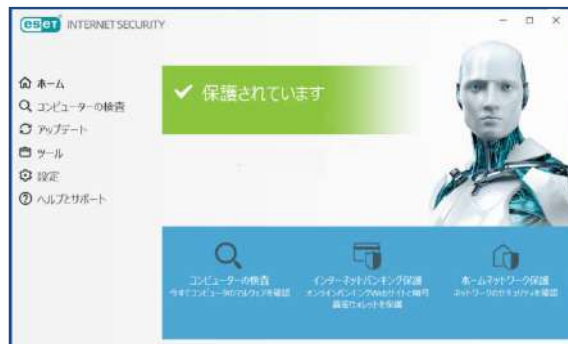 eseT INTERNET SECURITY
ホーム
コンピューターの検査
アップデート
ツール
設定
ヘルプとサポート
保護されています
コンピューターの検査
今すぐコンピュータのマルウェアを確認
インターネットバンキング保護
オンラインバンキングWebサイトと暗号
通貨ウォレットを保護
ホームネットワーク保護
ネットワークのセキュリティを確認